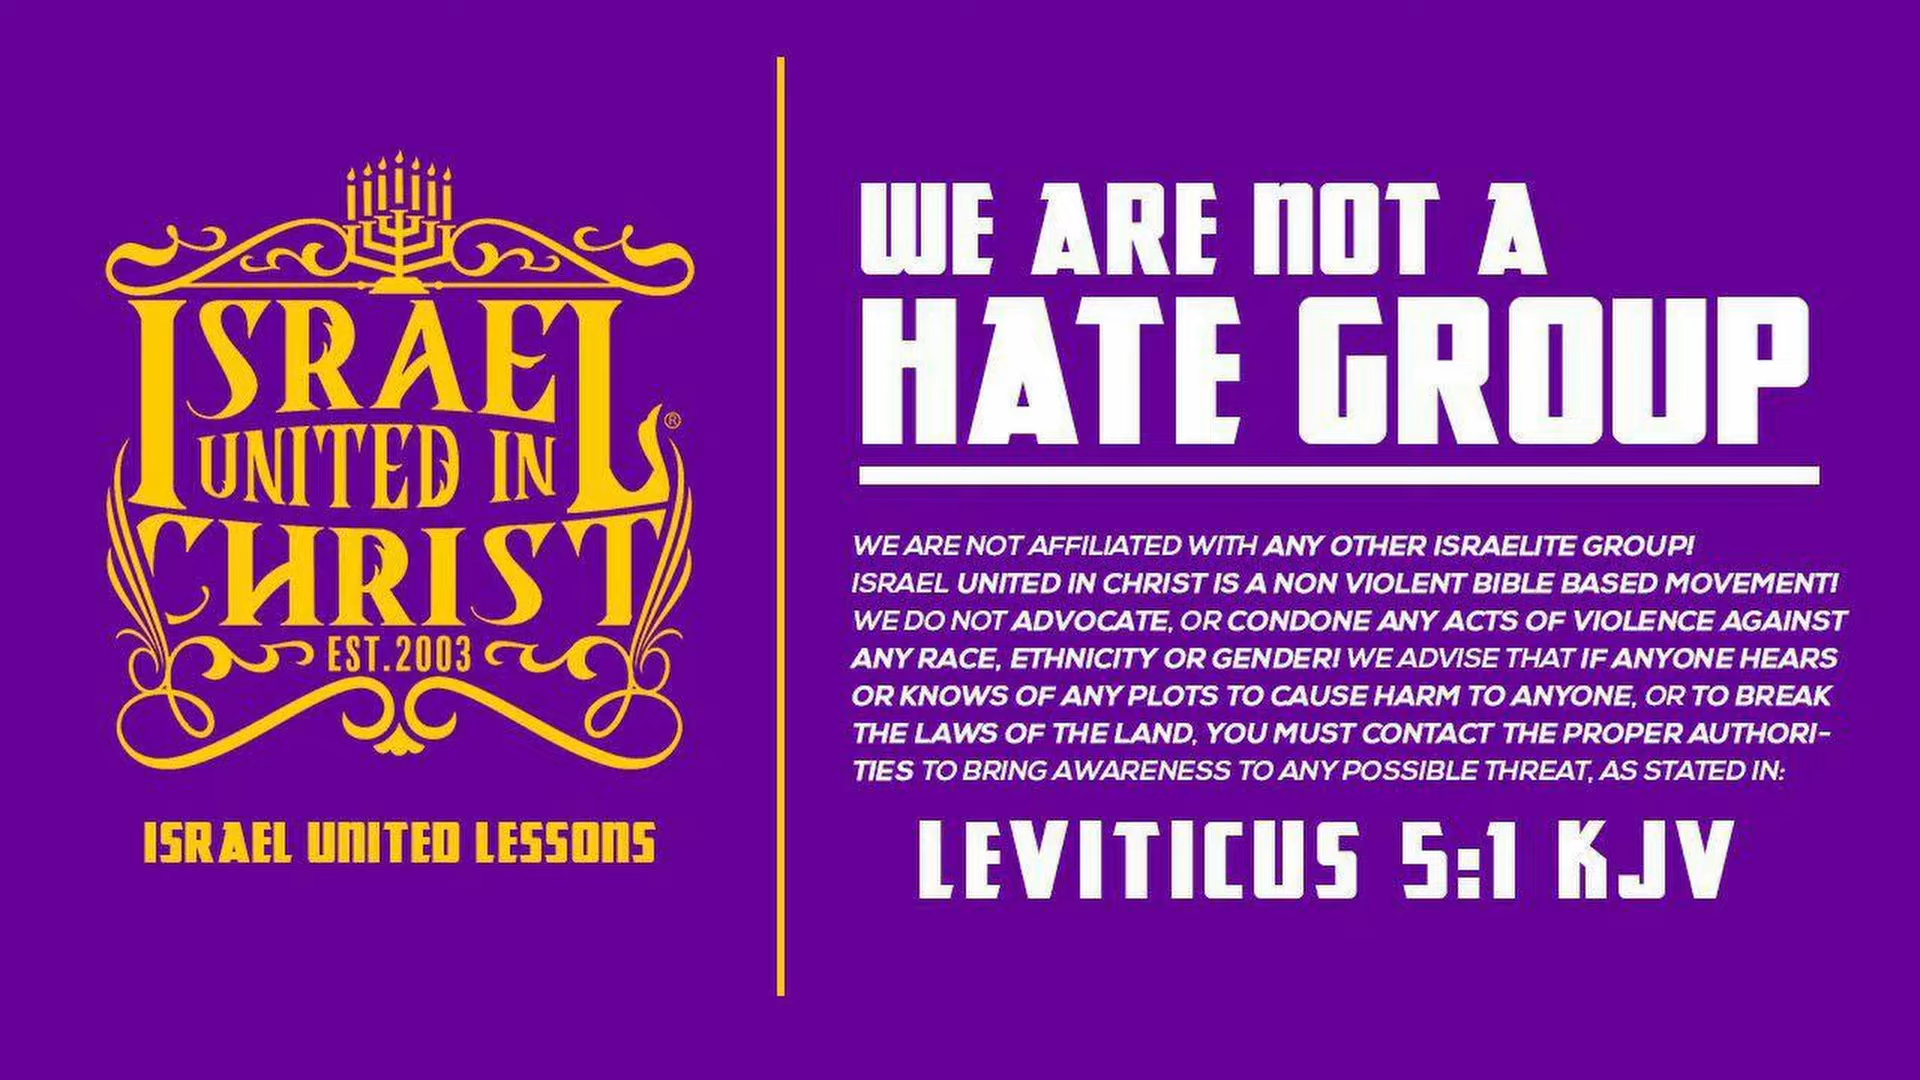 ISRAEL
UNITED IN
CHRIST
®
EST.2003
ISRAEL UNITED LESSONS
WE ARE NOT A
HATE GROUP
WE ARE NOT AFFILIATED WITH ANY OTHER ISRAELITE GROUP!
ISRAEL UNITED IN CHRIST IS A NON VIOLENT BIBLE BASED MOVEMENT!
WE DO NOT ADVOCATE, OR CONDONE ANY ACTS OF VIOLENCE AGAINST
ANY RACE, ETHNICITY OR GENDER! WE ADVISE THAT IF ANYONE HEARS
OR KNOWS OF ANY PLOTS TO CAUSE HARM TO ANYONE, OR TO BREAK
THE LAWS OF THE LAND, YOU MUST CONTACT THE PROPER AUTHORI-
TIES TO BRING AWARENESS TO ANY POSSIBLE THREAT, AS STATED IN:
LEVITICUS 5:1 KJV